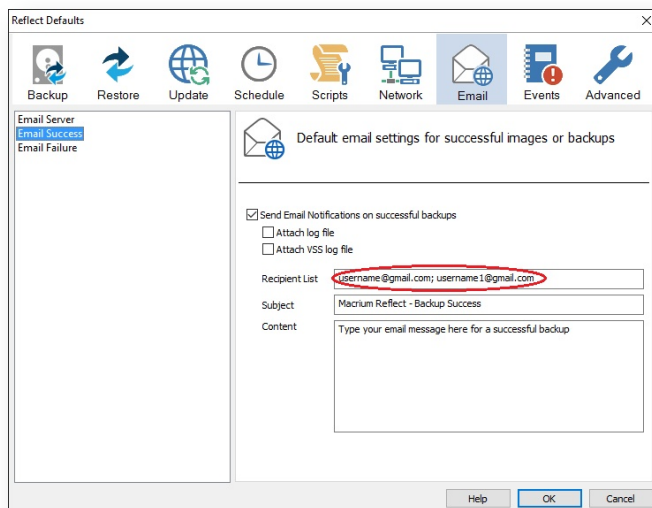 Reflect Defaults
Backup Restore Update Schedule Scripts Network Email Events Advanced
Email Server
Email Success
Email Failure
Default email settings for successful images or backups
Send Email Notifications on successful backups
Attach log file
Attach VSS log file
Recipient List username@gmail.com; username1@gmail.com
Subject Macrium Reflect - Backup Success
Content Type your email message here for a successful backup
Help OK Cancel